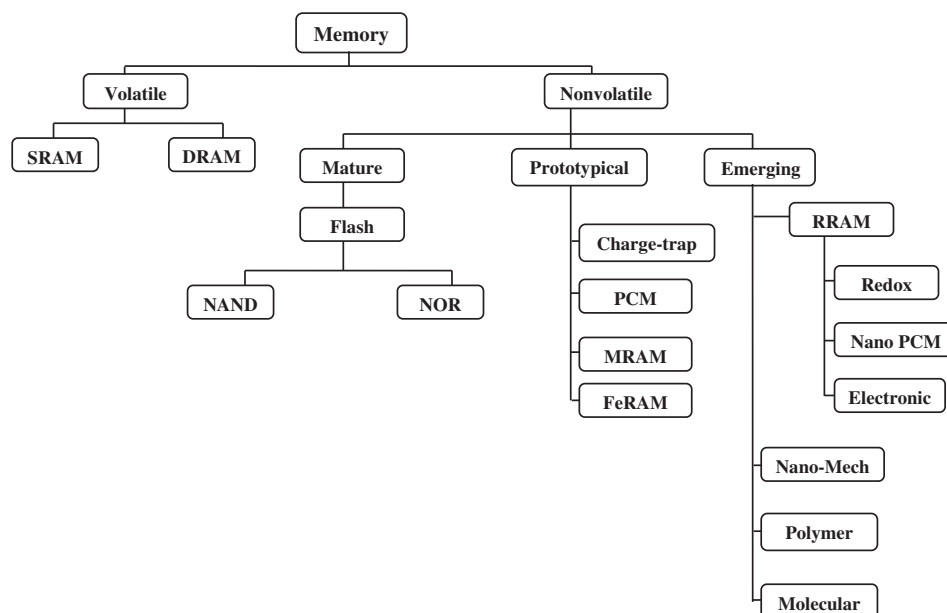 Memory
Volatile
Nonvolatile
SRAM
DRAM
Mature
Prototypical
Emerging
Flash
RRAM
Charge-trap
NAND
NOR
PCM
Redox
MRAM
Nano PCM
FeRAM
Electronic
Nano-Mech
Polymer
Molecular